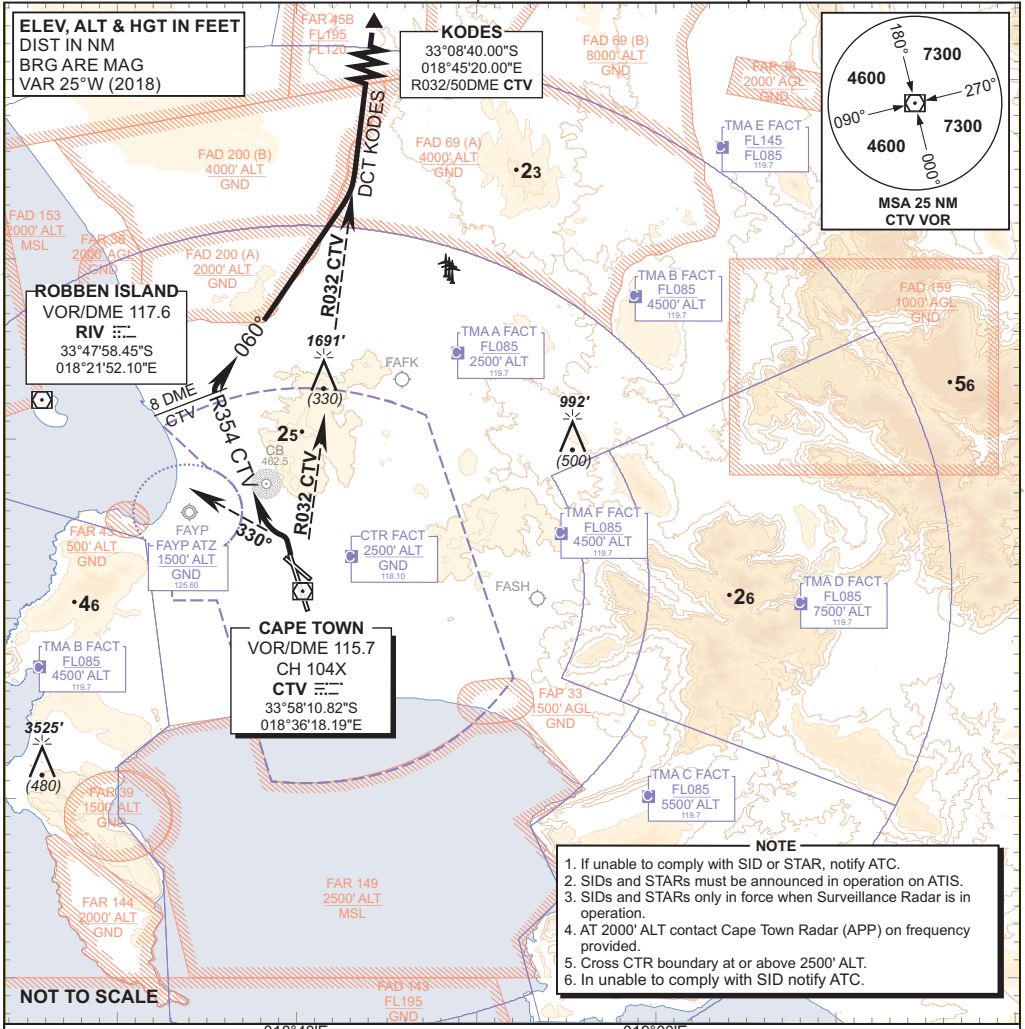 ELEV, ALT & HGT IN FEET
DIST IN NM
BRG ARE MAG
VAR 25°W (2018)
FAR 45B
FL195
FL120
KODES
33°08'40.00"S
018°45'20.00"E
R032/50DME CTV
FAD 69 (B)
8000' ALT
GND
FAP 38
2000' AGL
GND
180°
7300
4600
270°
090°
7300
4600
000°
MSA 25 NM
CTV VOR
TMA E FACT
FL145
FL085
119.7
C
DCT KODES
FAD 69 (A)
4000' ALT
GND
23
FAD 200 (B)
4000' ALT
GND
FAD 153
2000' ALT
MSL
FAR 36
2000' AGL
GND
FAD 200 (A)
2000' ALT
GND
R032 CTV
ROBBEN ISLAND
VOR/DME 117.6
RIV
33°47'58.45"S
018°21'52.10"E
060°
TMA B FACT
FL085
4500' ALT
119.7
C
FAD 159
1000' AGL
GND
TMA A FACT
FL085
2500' ALT
119.7
C
1691'
(330)
FAFK
56
8 DME
CTV
R354 CTV
25
CB
462.5
992'
(500)
R032 CTV
330°
FAYP
FAR 43
500' ALT
GND
FAYP ATZ
1500' ALT
GND
125.60
CTR FACT
2500' ALT
GND
118.10
C
TMA F FACT
FL085
4500' ALT
119.7
C
FASH
26
TMA D FACT
FL085
7500' ALT
119.7
C
46
CAPE TOWN
VOR/DME 115.7
CH 104X
CTV
33°58'10.82"S
018°36'18.19"E
TMA B FACT
FL085
4500' ALT
119.7
C
FAP 33
1500' AGL
GND
3525'
(480)
FAR 39
1500' ALT
GND
TMA C FACT
FL085
5500' ALT
119.7
C
FAR 149
2500' ALT
MSL
FAR 144
2000' ALT
GND
NOTE
1. If unable to comply with SID or STAR, notify ATC.
2. SIDs and STARs must be announced in operation on ATIS.
3. SIDs and STARs only in force when Surveillance Radar is in
operation.
4. AT 2000' ALT contact Cape Town Radar (APP) on frequency
provided.
5. Cross CTR boundary at or above 2500' ALT.
6. In unable to comply with SID notify ATC.
NOT TO SCALE
FAD 143
FL195
GND